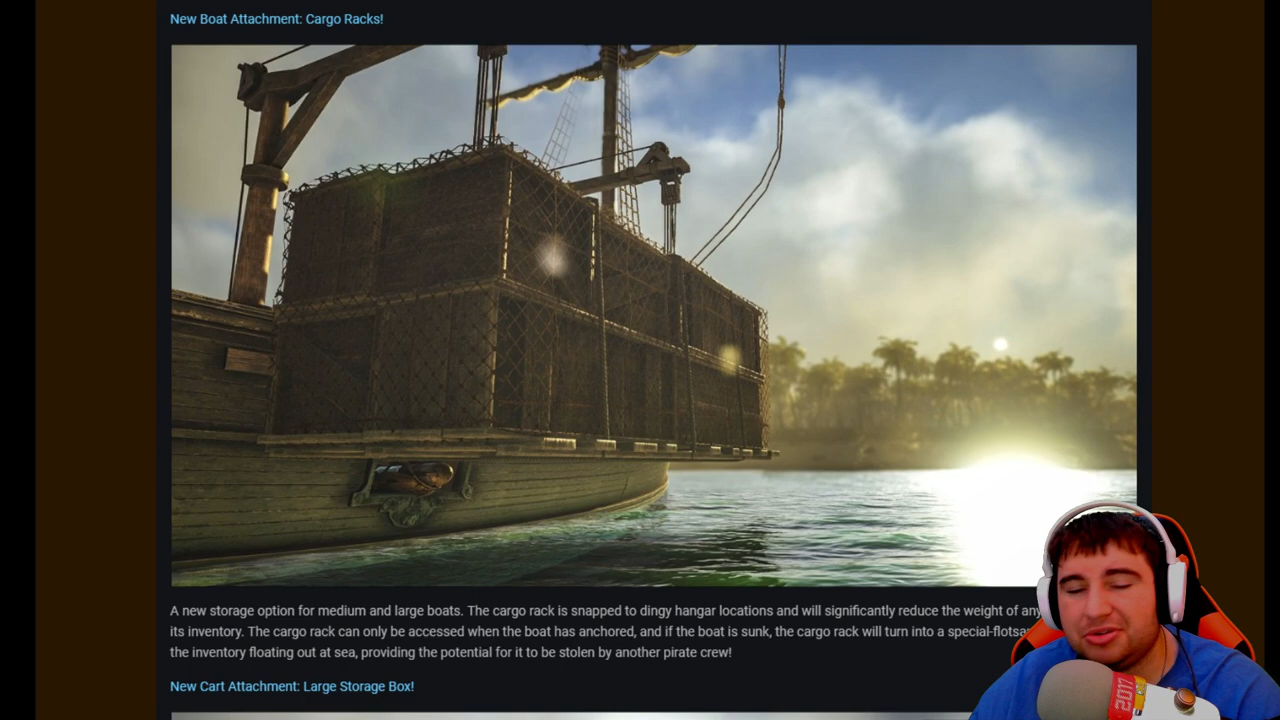 New Boat Attachment: Cargo Racks!
A new storage option for medium and large boats. The cargo rack is snapped to dingy hangar locations and will significantly reduce the weight of any
its inventory. The cargo rack can only be accessed when the boat has anchored, and if the boat is sunk, the cargo rack will turn into a
the inventory floating out at sea, providing the potential for it to be stolen by another pirate crew!
New Cart Attachment: Large Storage Box!
2017